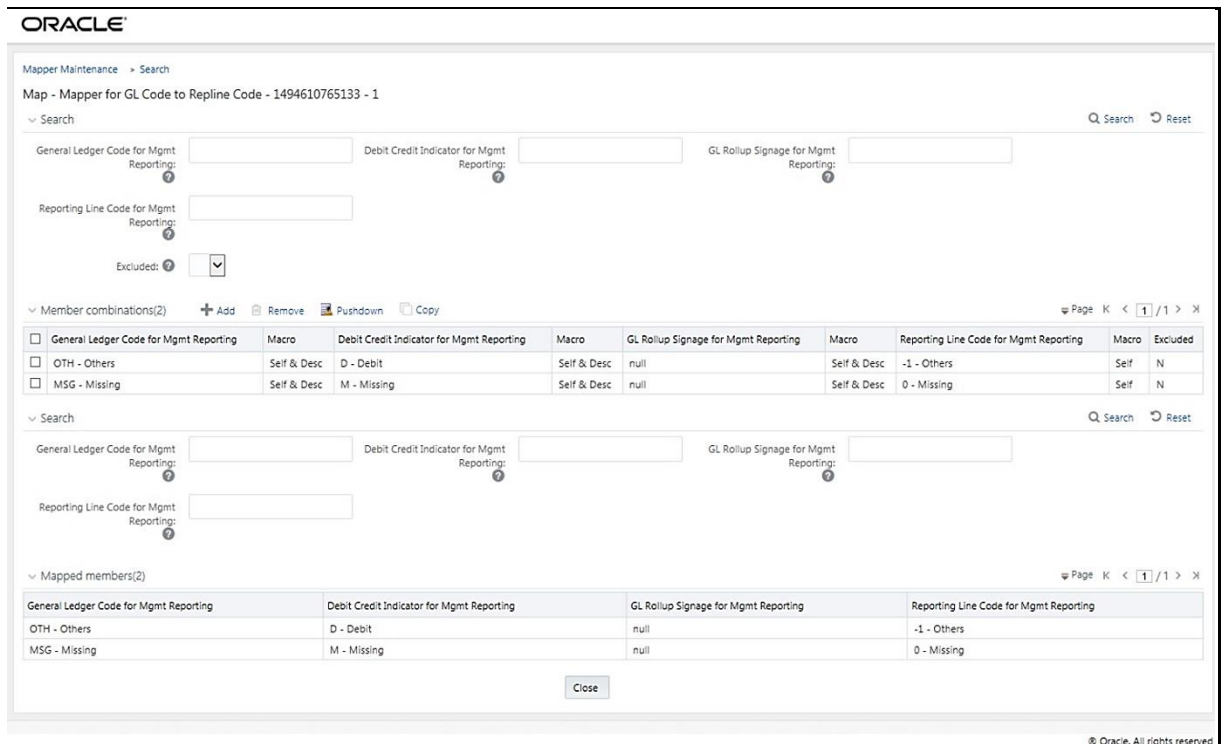 ORACLE
Mapper Maintenance > Search
Map - Mapper for GL Code to Repline Code - 1494610765133 - 1
Search
Search Reset
General Ledger Code for Mgmt Reporting:
Debit Credit Indicator for Mgmt Reporting:
GL Rollup Signage for Mgmt Reporting:
Reporting Line Code for Mgmt Reporting:
Excluded:
Member combinations(2) Add Remove Pushdown Copy Page 1 / 1
General Ledger Code for Mgmt Reporting Macro Debit Credit Indicator for Mgmt Reporting Macro GL Rollup Signage for Mgmt Reporting Macro Reporting Line Code for Mgmt Reporting Macro Excluded
OTH - Others Self & Desc D - Debit Self & Desc null Self & Desc -1 - Others Self N
MSG - Missing Self & Desc M - Missing Self & Desc null Self & Desc 0 - Missing Self N
Search
Search Reset
General Ledger Code for Mgmt Reporting:
Debit Credit Indicator for Mgmt Reporting:
GL Rollup Signage for Mgmt Reporting:
Reporting Line Code for Mgmt Reporting:
Mapped members(2) Page 1 / 1
General Ledger Code for Mgmt Reporting Debit Credit Indicator for Mgmt Reporting GL Rollup Signage for Mgmt Reporting Reporting Line Code for Mgmt Reporting
OTH - Others D - Debit null -1 - Others
MSG - Missing M - Missing null 0 - Missing
Close
® Oracle. All rights reserved